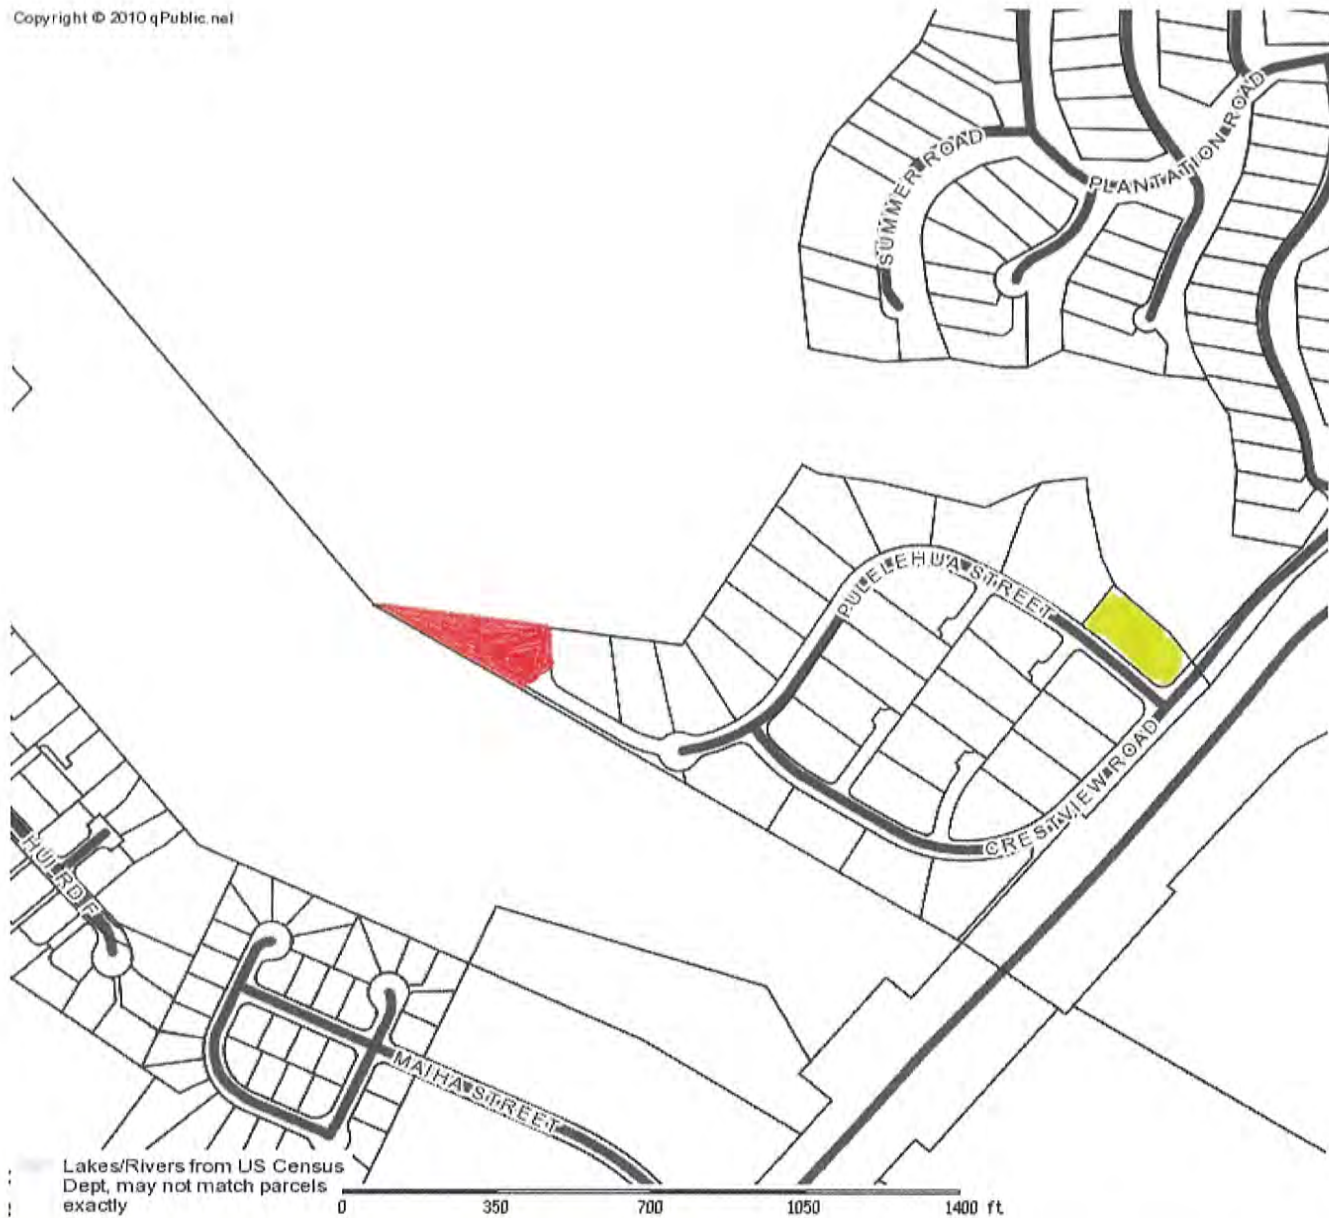 Copyright © 2010 qPublic.net
SUMMER ROAD
PLANTATION ROAD
PULELEHUA STREET
CRESTVIEW ROAD
HULRD F
MAIHA STREET
Lakes/Rivers from US Census
Dept, may not match parcels
exactly
0 350 700 1050 1400 ft